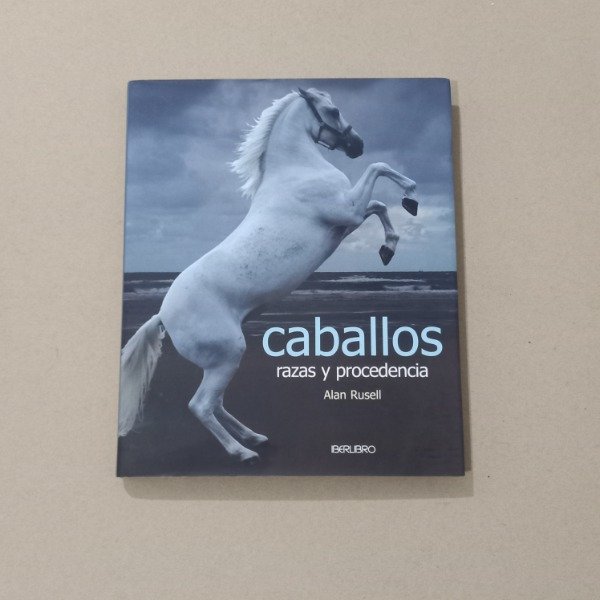 caballos
razas y procedencia
Alan Rusell
IBERLIBRO